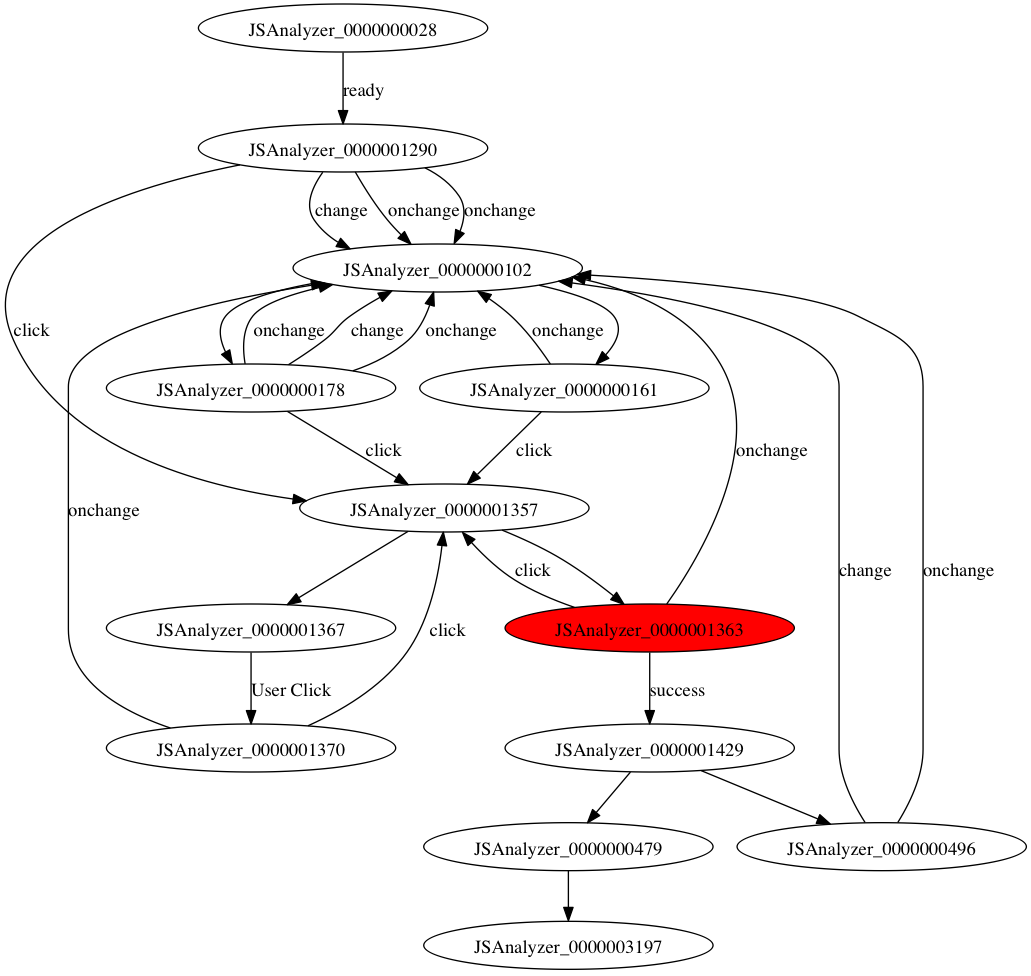 JSAnalyzer_0000000028
ready
JSAnalyzer_0000001290
change
onchange
onchange
JSAnalyzer_0000000102
click
onchange
change
onchange
onchange
JSAnalyzer_0000000178
JSAnalyzer_0000000161
click
click
onchange
onchange
JSAnalyzer_0000001357
click
change
onchange
JSAnalyzer_0000001367
click
JSAnalyzer_0000001363
User Click
success
JSAnalyzer_0000001370
JSAnalyzer_0000001429
JSAnalyzer_0000000479
JSAnalyzer_0000000496
JSAnalyzer_0000003197